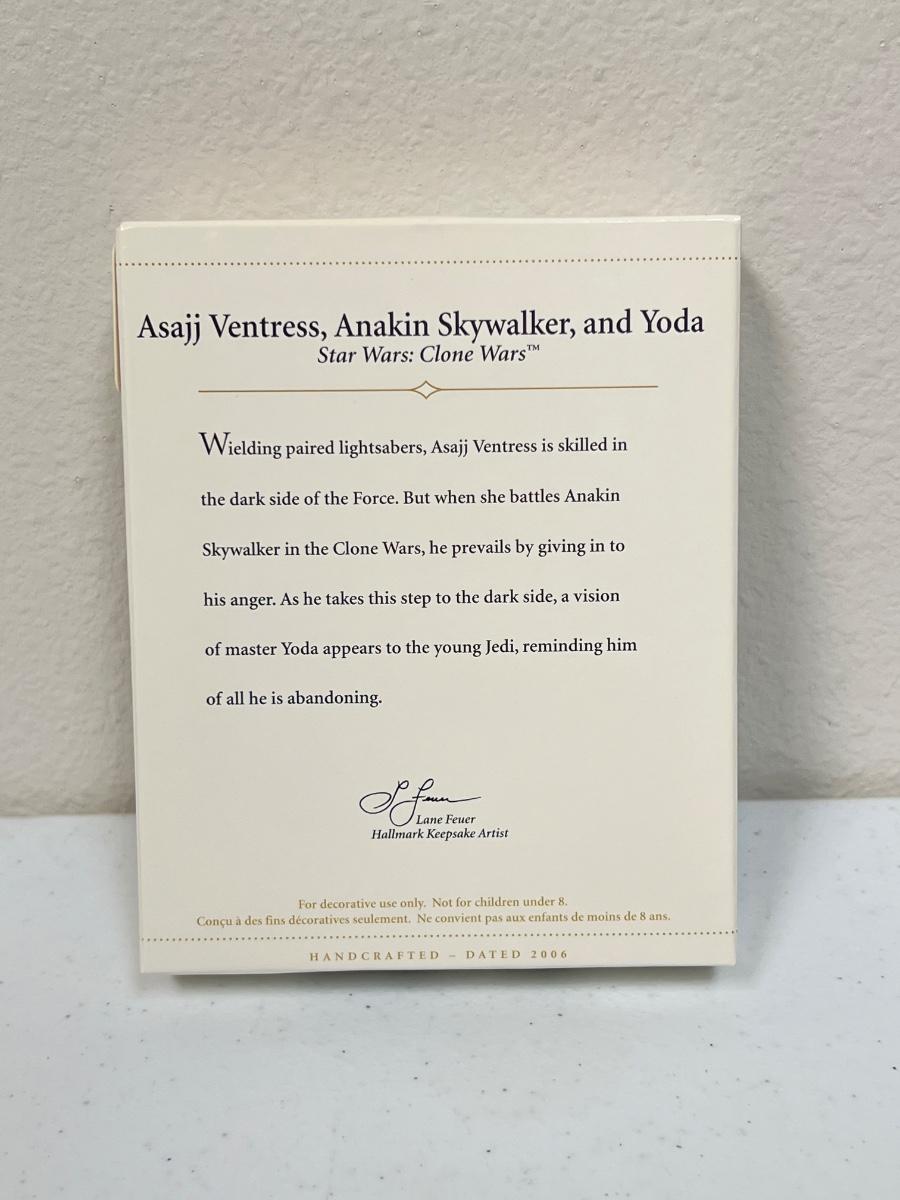 Asajj Ventress, Anakin Skywalker, and Yoda
Star Wars: Clone Wars™
Wielding paired lightsabers, Asajj Ventress is skilled in
the dark side of the Force. But when she battles Anakin
Skywalker in the Clone Wars, he prevails by giving in to
his anger. As he takes this step to the dark side, a vision
of master Yoda appears to the young Jedi, reminding him
of all he is abandoning.
L Feuer
Lane Feuer
Hallmark Keepsake Artist
For decorative use only. Not for children under 8.
Conçu à des fins décoratives seulement. Ne convient pas aux enfants de moins de 8 ans.
HANDCRAFTED – DATED 2006